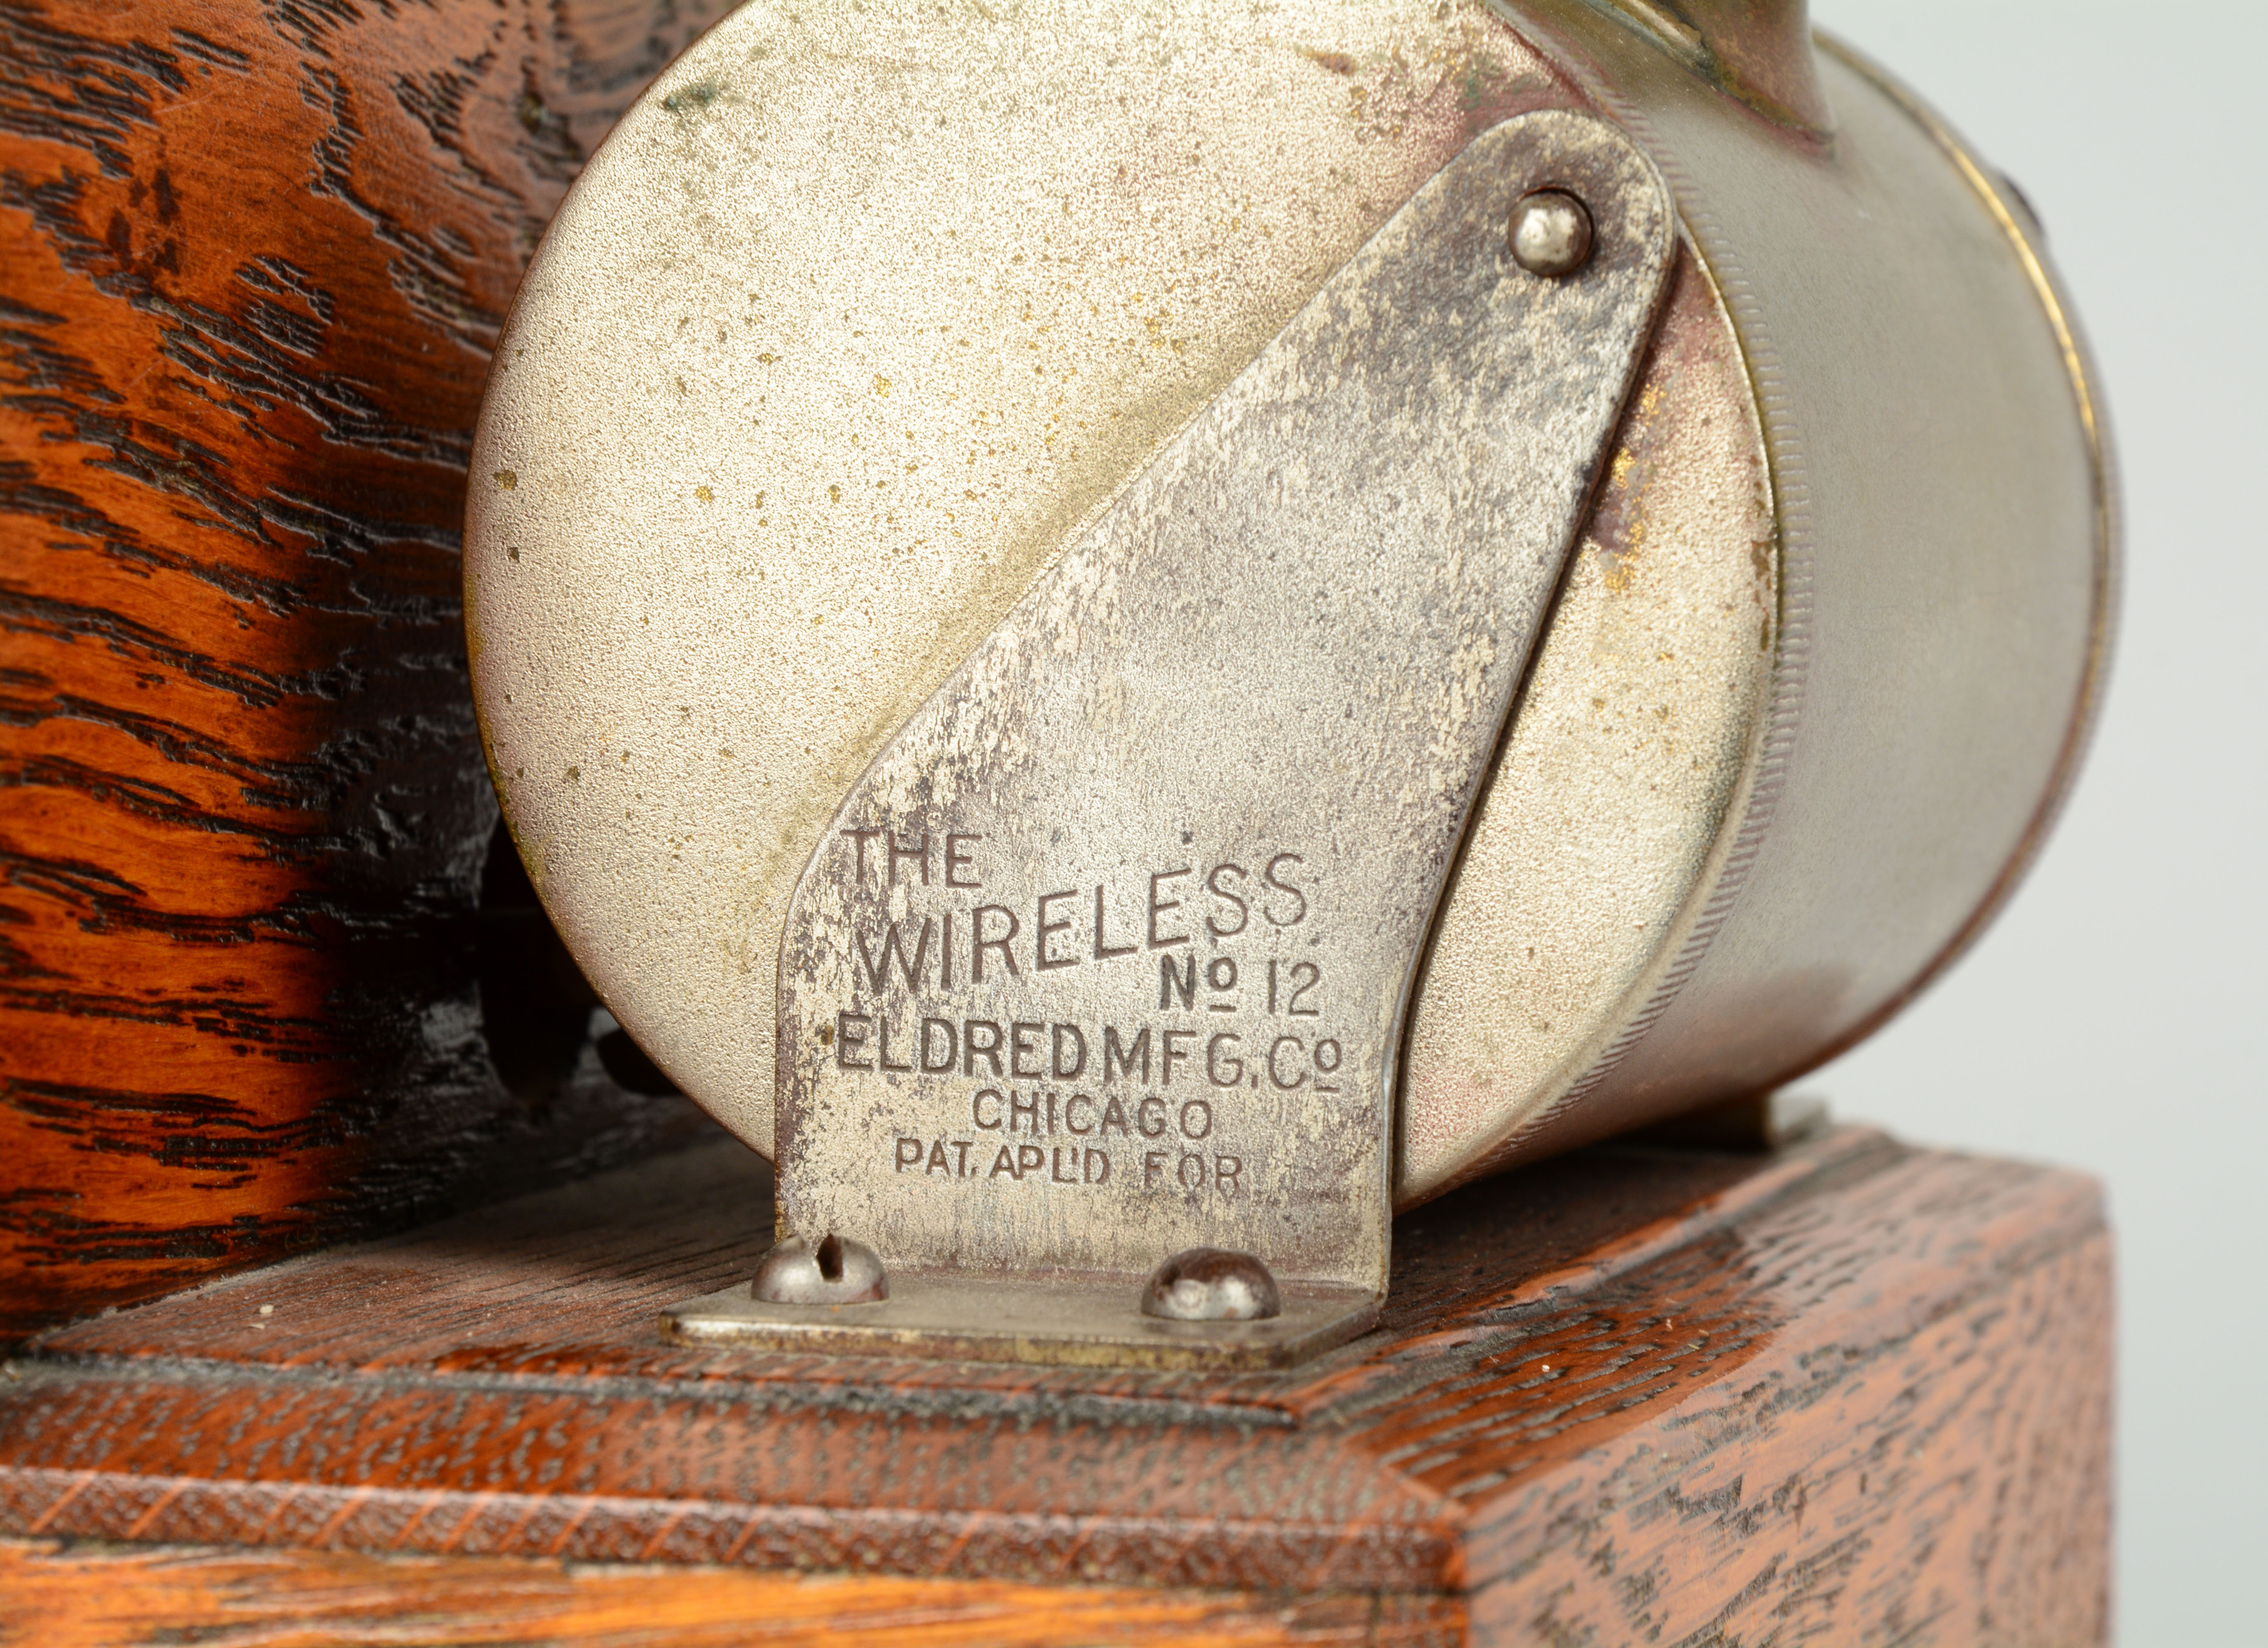 THE
WIRELESS
Nº 12
ELDRED MFG. Cº
CHICAGO
PAT. APL'D FOR